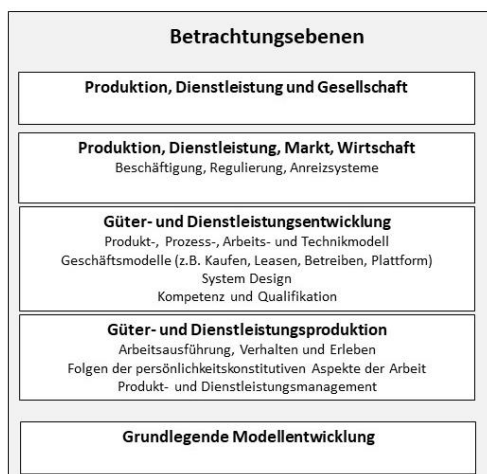 Betrachtungsebenen
Produktion, Dienstleistung und Gesellschaft
Produktion, Dienstleistung, Markt, Wirtschaft
Beschäftigung, Regulierung, Anreizsysteme
Güter- und Dienstleistungsentwicklung
Produkt-, Prozess-, Arbeits- und Technikmodell
Geschäftsmodelle (z.B. Kaufen, Leasen, Betreiben, Plattform)
System Design
Kompetenz und Qualifikation
Güter- und Dienstleistungsproduktion
Arbeitsausführung, Verhalten und Erleben
Folgen der persönlichkeitskonstitutiven Aspekte der Arbeit
Produkt- und Dienstleistungsmanagement
Grundlegende Modellentwicklung